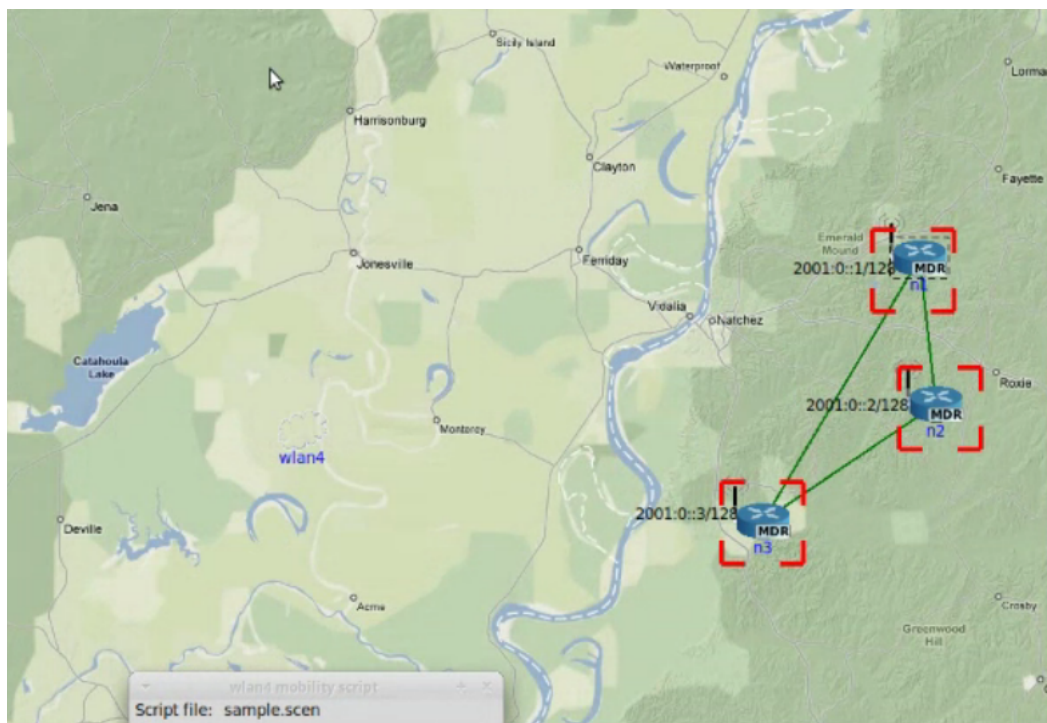 Sicily Island
Waterproof
Lorma
Harrisonburg
Clayton
Fayette
Jena
Emerald
Mound
Jonesville
Ferriday
2001:0::1/128
MDR
n1
Vidalia
Natchez
Catahoula
Lake
Roxie
2001:0::2/128
MDR
n2
Monterey
wlan4
2001:0::3/128
MDR
n3
Deville
Acme
Crosby
Greenwood
Hill
wlan4 mobility script
Script file: sample.scen